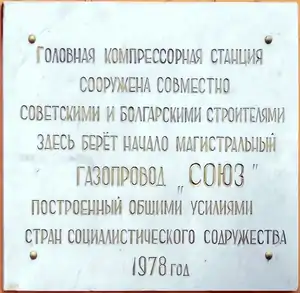 Головная компрессорная станция
сооружена совместно
советскими и болгарскими строителями
здесь берёт начало магистральный
газопровод „СОЮЗ"
построенный общими усилиями
стран социалистического содружества
1978 год